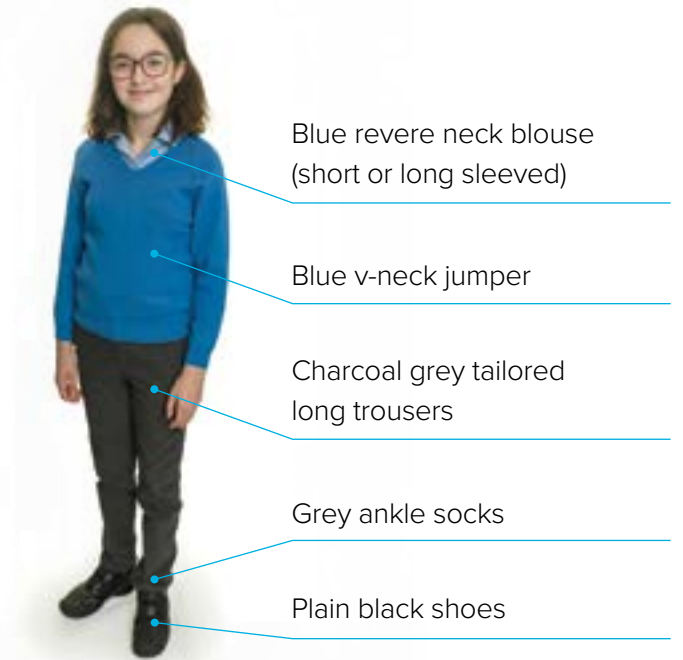 Blue revere neck blouse
(short or long sleeved)
Blue v-neck jumper
Charcoal grey tailored
long trousers
Grey ankle socks
Plain black shoes